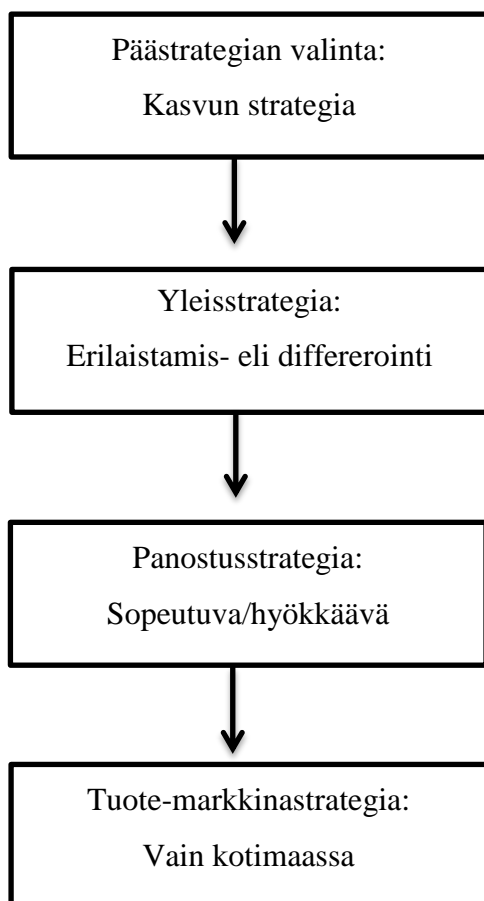 Päästrategian valinta:
Kasvun strategia
Yleisstrategia:
Erilaistamis- eli differerointi
Panostusstrategia:
Sopeutuva/hyökkäävä
Tuote-markkinastrategia:
Vain kotimaassa